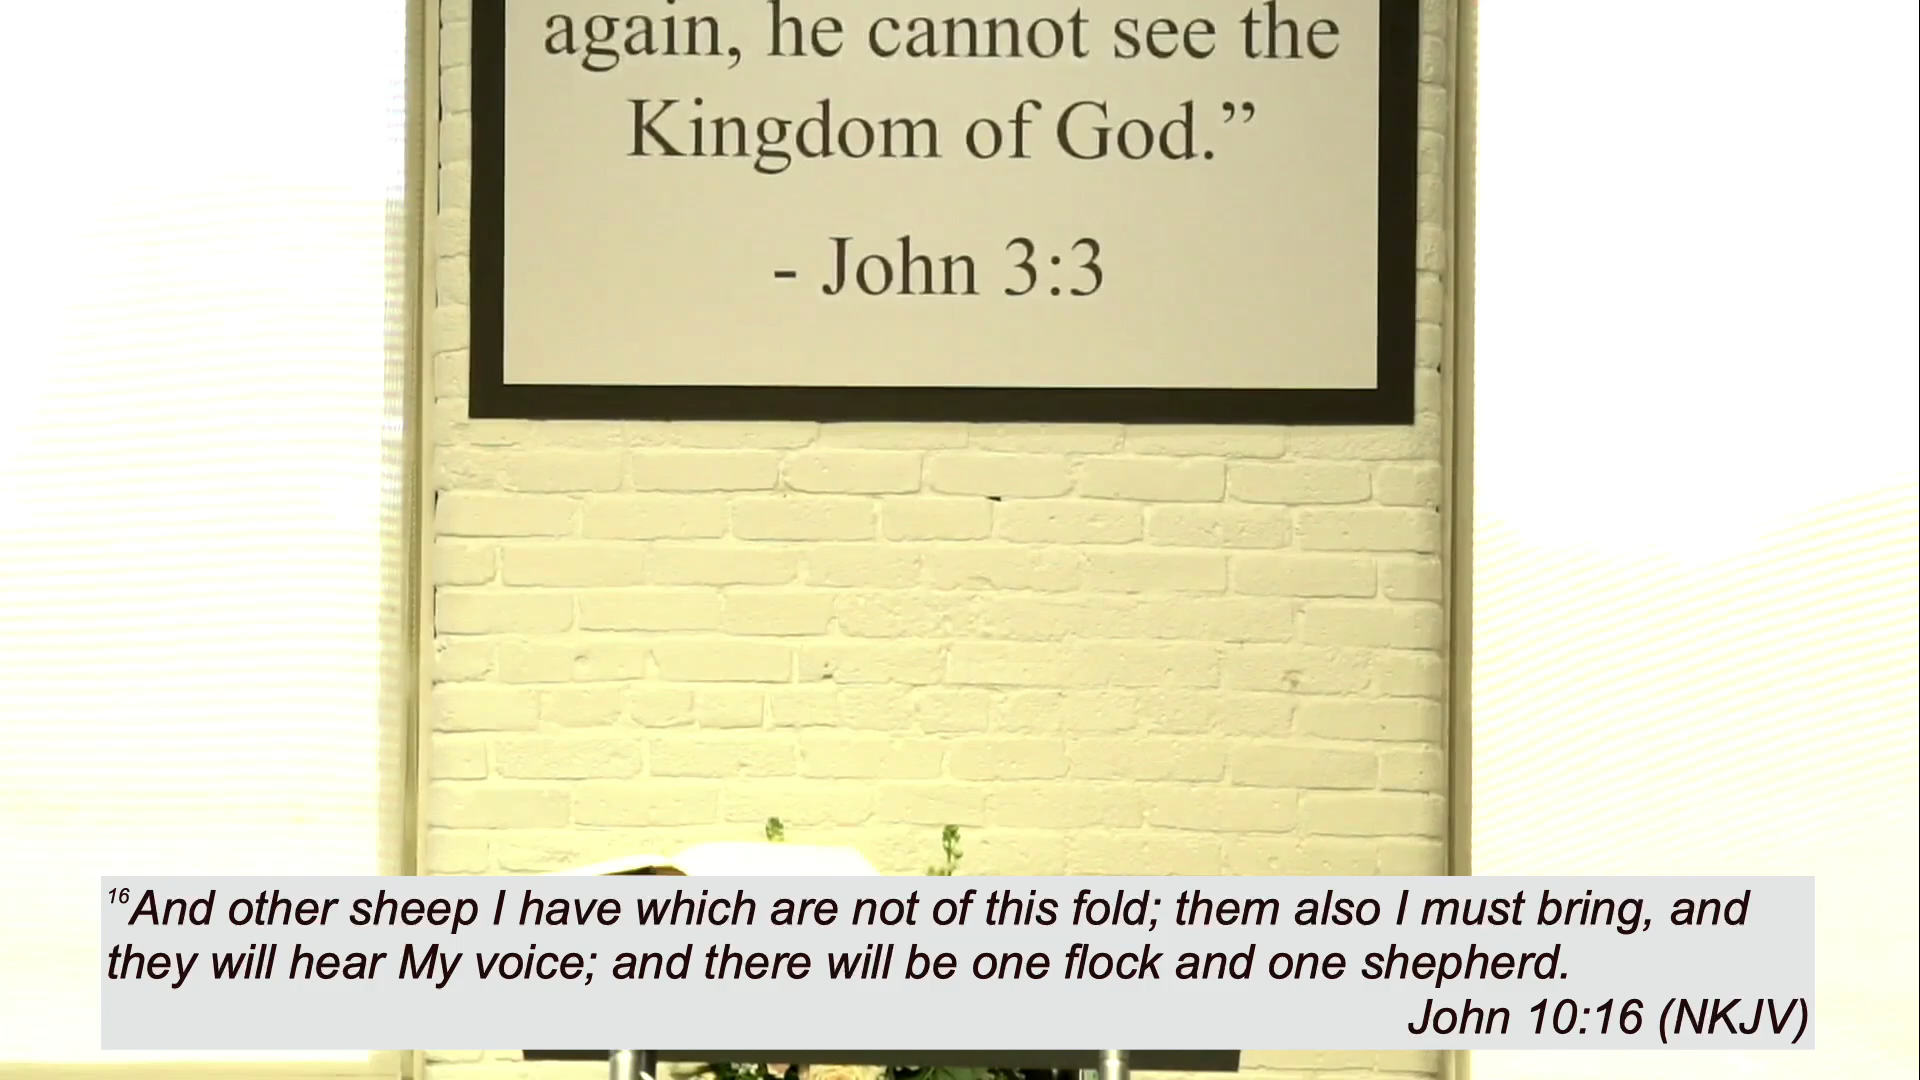 again, he cannot see the
Kingdom of God.”
- John 3:3
16And other sheep I have which are not of this fold; them also I must bring, and
they will hear My voice; and there will be one flock and one shepherd.
John 10:16 (NKJV)